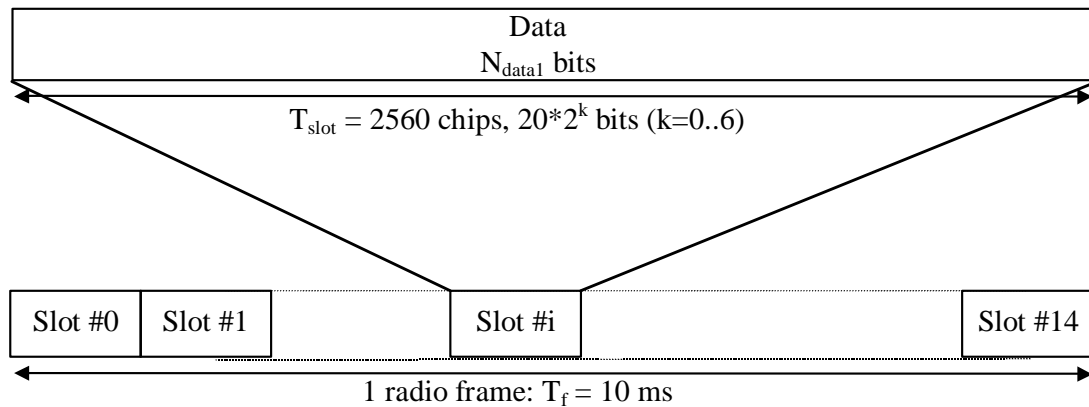 Data
N_data1 bits
T_slot = 2560 chips, 20*2^k bits (k=0..6)
Slot #0 Slot #1 Slot #i Slot #14
1 radio frame: T_f = 10 ms